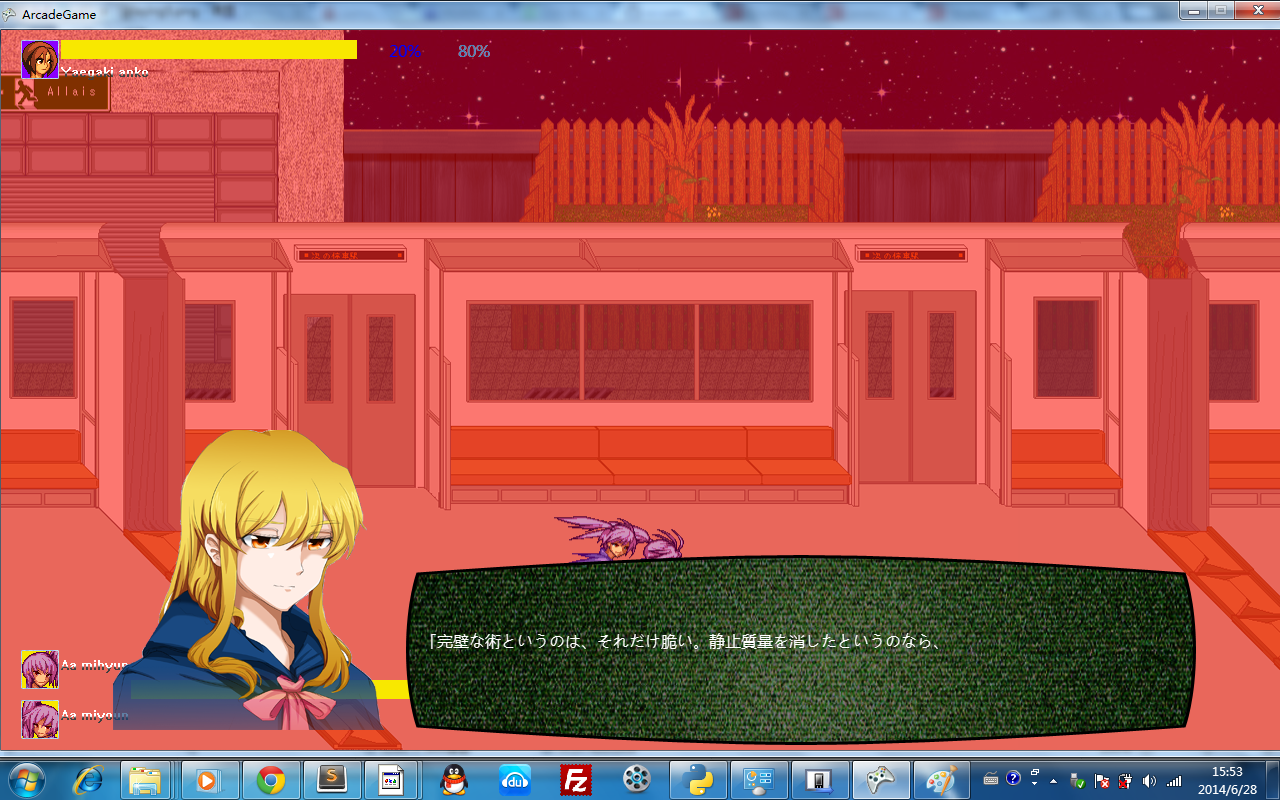 ArcadeGame
20% 80%
Yaegaki anko
Allais
「完璧な術というのは、それだけ脆い。静止質量を消したというのなら、
Aa mihyun
Aa miyoun
S
du
Fz
15:53
2014/6/28